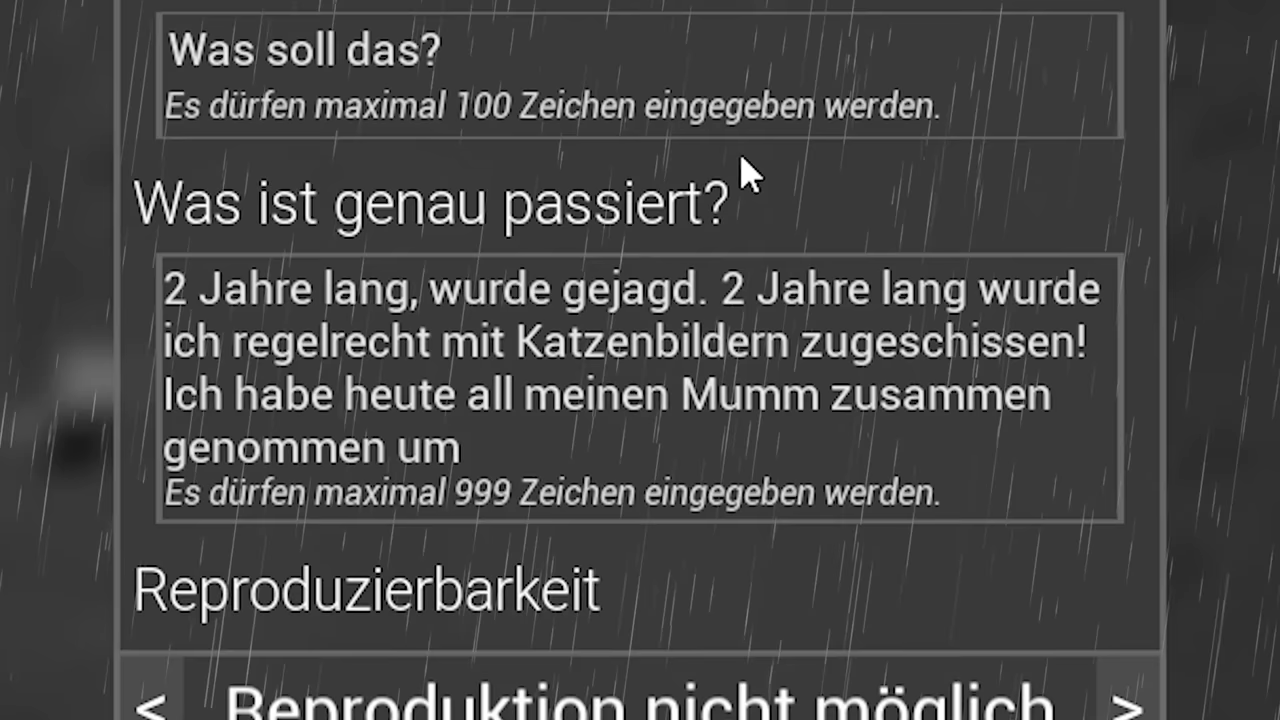 Was soll das?
Es dürfen maximal 100 Zeichen eingegeben werden.
Was ist genau passiert?
2 Jahre lang, wurde gejagd. 2 Jahre lang wurde
ich regelrecht mit Katzenbildern zugeschissen!
Ich habe heute all meinen Mumm zusammen
genommen um
Es dürfen maximal 999 Zeichen eingegeben werden.
Reproduzierbarkeit
< Reproduktion nicht möglich >